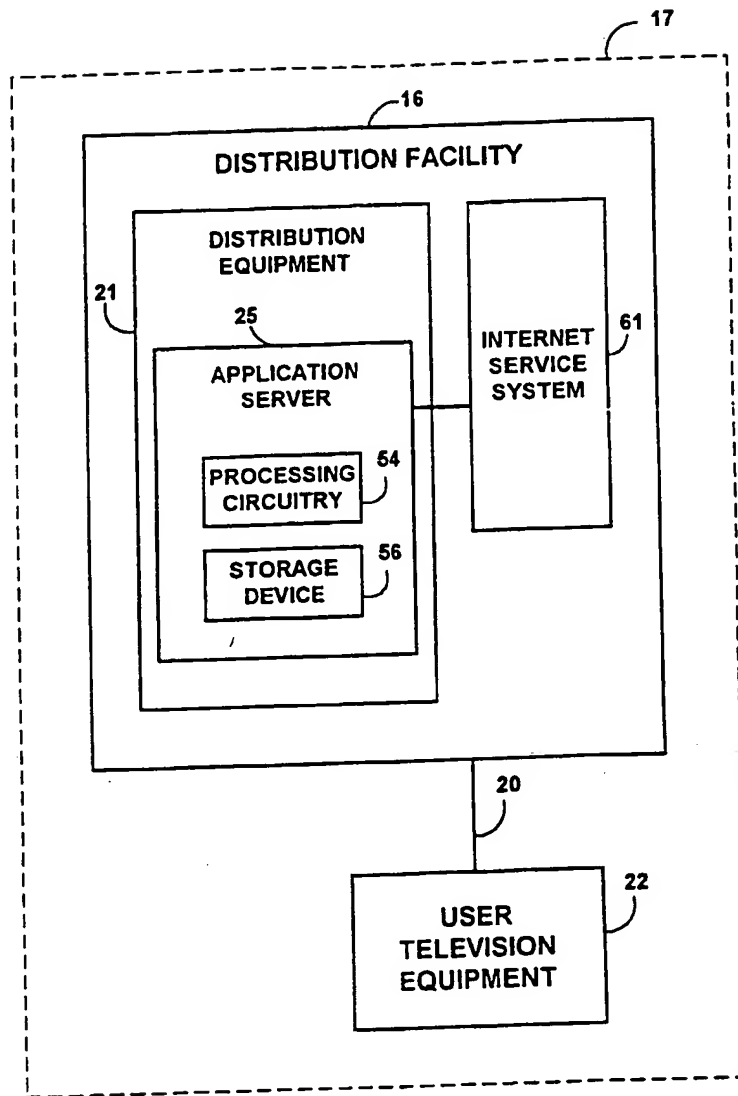 17
16
DISTRIBUTION FACILITY
DISTRIBUTION
EQUIPMENT
21
25
APPLICATION
SERVER
INTERNET
SERVICE
SYSTEM
61
PROCESSING
CIRCUITRY
54
STORAGE
DEVICE
56
20
USER
TELEVISION
EQUIPMENT
22